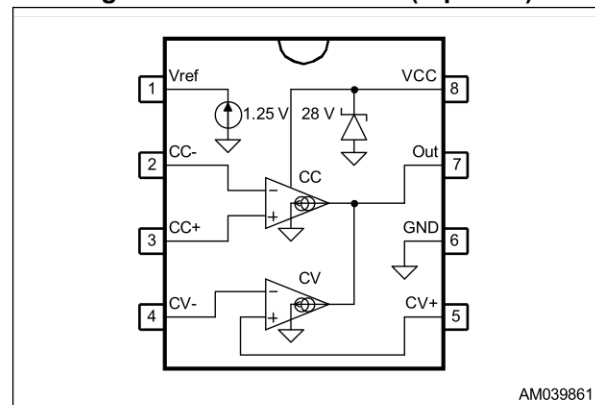 1 Vref VCC 8
1.25 V 28 V
2 CC- Out 7
CC
−
+
3 CC+ GND 6
CV
−
+
4 CV- CV+ 5
AM039861